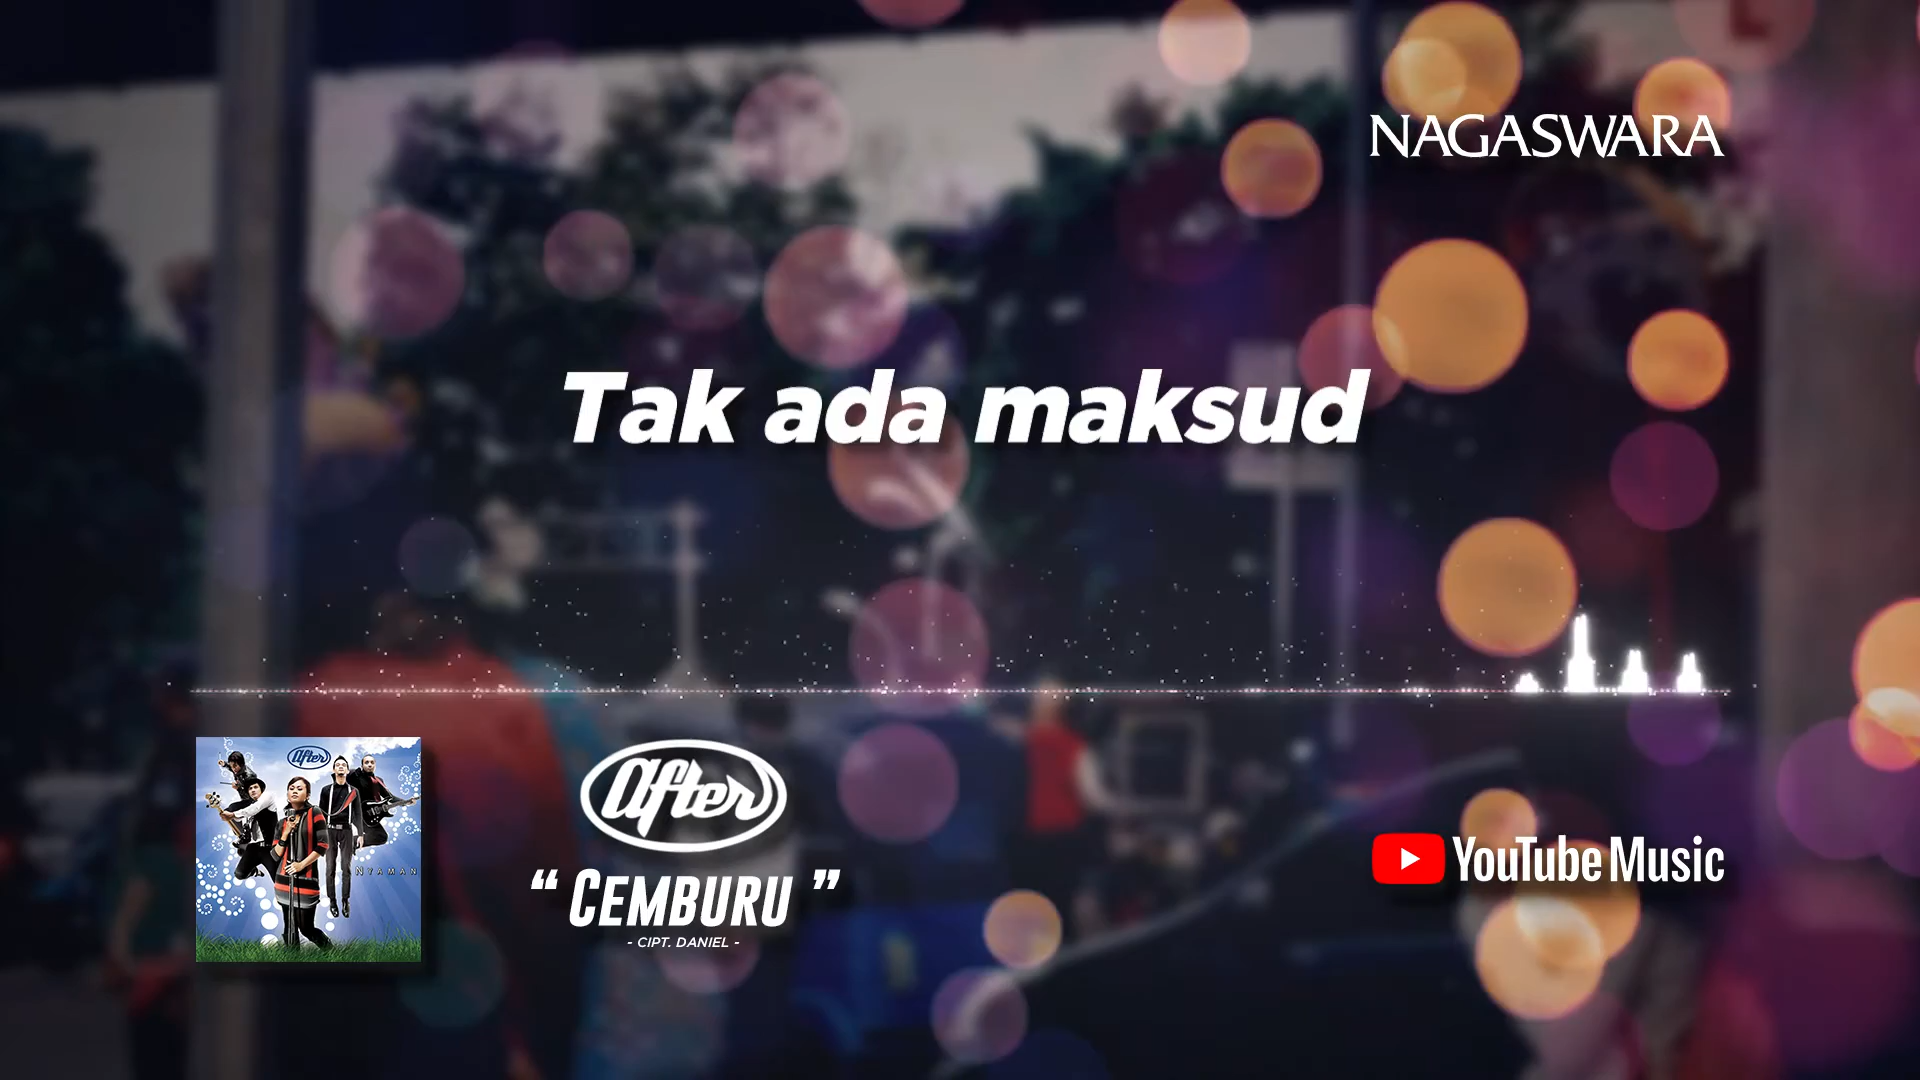 NAGASWARA
Tak ada maksud
after
NYAMAN
after
“ CEMBURU ”
- CIPT. DANIEL -
YouTube Music